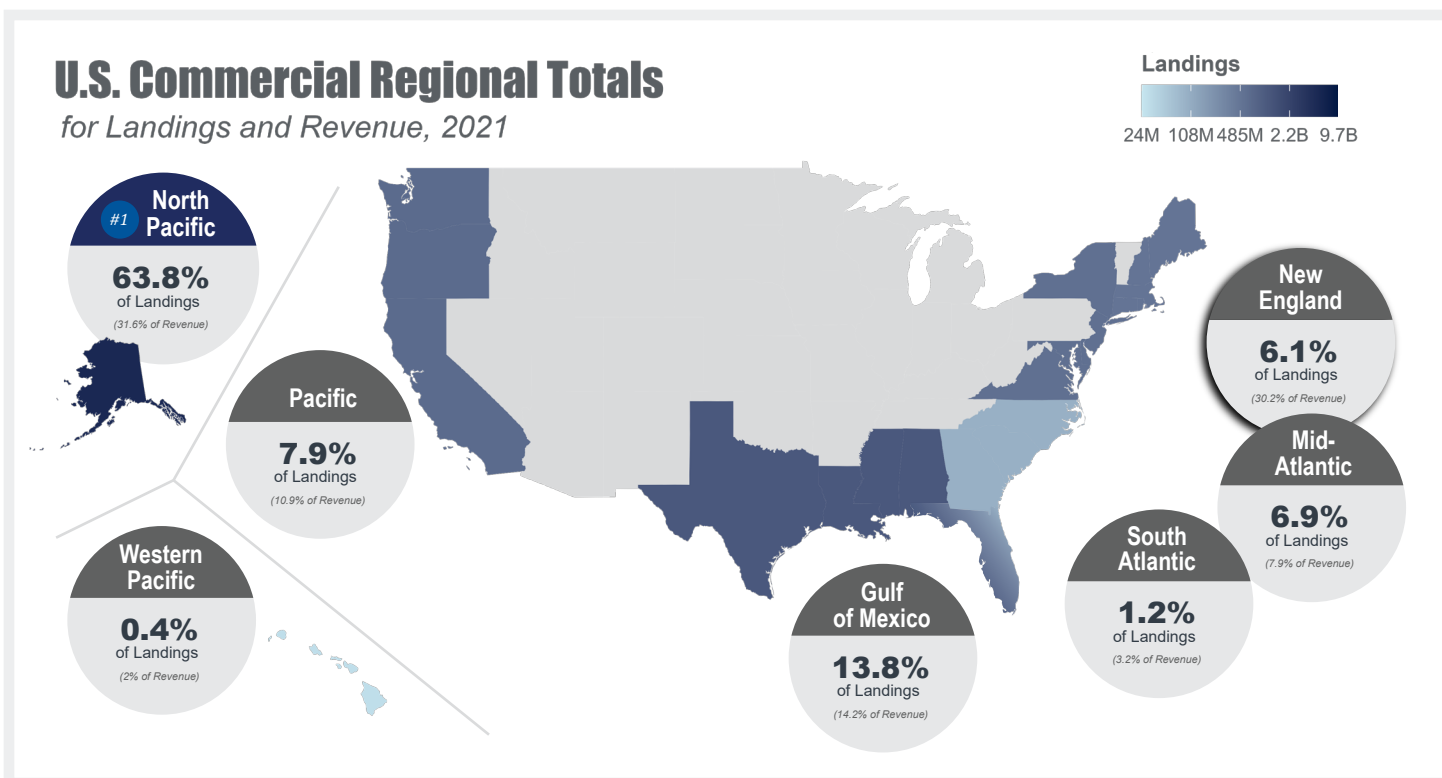 U.S. Commercial Regional Totals
for Landings and Revenue, 2021
Landings
24M 108M 485M 2.2B 9.7B
#1
North
Pacific
63.8%
of Landings
(31.6% of Revenue)
Pacific
7.9%
of Landings
(10.9% of Revenue)
Western
Pacific
0.4%
of Landings
(2% of Revenue)
Gulf
of Mexico
13.8%
of Landings
(14.2% of Revenue)
South
Atlantic
1.2%
of Landings
(3.2% of Revenue)
Mid-
Atlantic
6.9%
of Landings
(7.9% of Revenue)
New
England
6.1%
of Landings
(30.2% of Revenue)